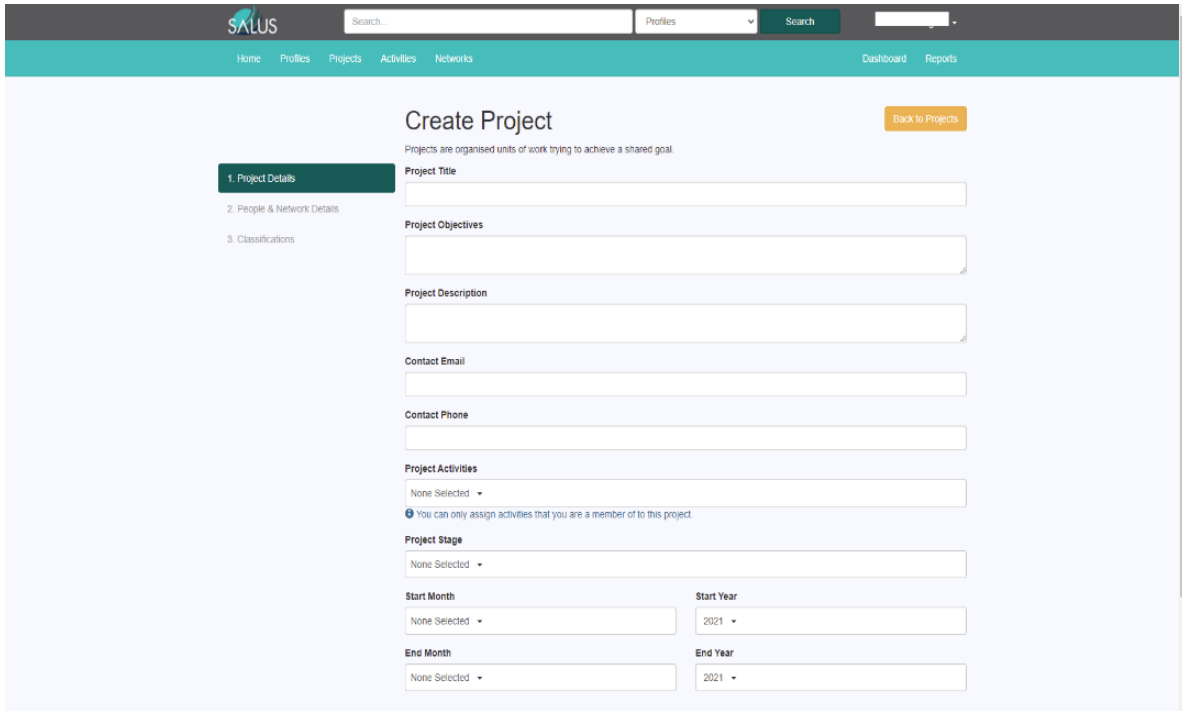 SALUS
Search...
Profiles
Search
Home Profiles Projects Activities Networks Dashboard Reports
Create Project
Back to Projects
Projects are organised units of work trying to achieve a shared goal.
1. Project Details
2. People & Network Details
3. Classifications
Project Title
Project Objectives
Project Description
Contact Email
Contact Phone
Project Activities
None Selected
You can only assign activities that you are a member of to this project.
Project Stage
None Selected
Start Month Start Year
None Selected 2021
End Month End Year
None Selected 2021